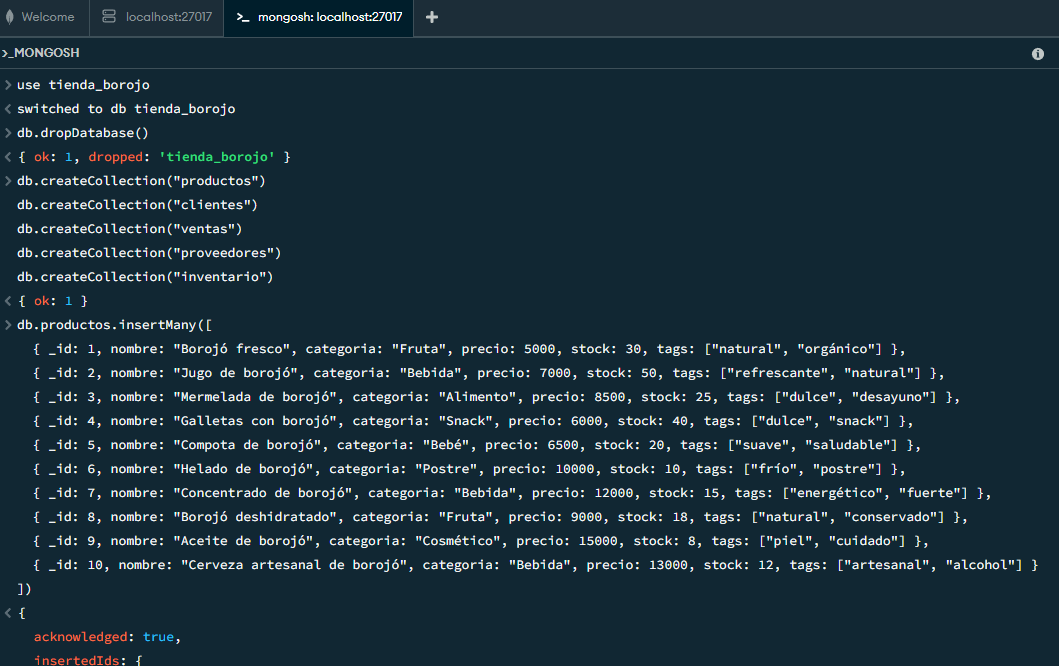 Welcome localhost:27017 >_ mongosh: localhost:27017 +
>_MONGOSH
> use tienda_borojo
< switched to db tienda_borojo
> db.dropDatabase()
< { ok: 1, dropped: 'tienda_borojo' }
> db.createCollection("productos")
db.createCollection("clientes")
db.createCollection("ventas")
db.createCollection("proveedores")
db.createCollection("inventario")
< { ok: 1 }
> db.productos.insertMany([
{ _id: 1, nombre: "Borojó fresco", categoria: "Fruta", precio: 5000, stock: 30, tags: ["natural", "orgánico"] },
{ _id: 2, nombre: "Jugo de borojó", categoria: "Bebida", precio: 7000, stock: 50, tags: ["refrescante", "natural"] },
{ _id: 3, nombre: "Mermelada de borojó", categoria: "Alimento", precio: 8500, stock: 25, tags: ["dulce", "desayuno"] },
{ _id: 4, nombre: "Galletas con borojó", categoria: "Snack", precio: 6000, stock: 40, tags: ["dulce", "snack"] },
{ _id: 5, nombre: "Compota de borojó", categoria: "Bebé", precio: 6500, stock: 20, tags: ["suave", "saludable"] },
{ _id: 6, nombre: "Helado de borojó", categoria: "Postre", precio: 10000, stock: 10, tags: ["frío", "postre"] },
{ _id: 7, nombre: "Concentrado de borojó", categoria: "Bebida", precio: 12000, stock: 15, tags: ["energético", "fuerte"] },
{ _id: 8, nombre: "Borojó deshidratado", categoria: "Fruta", precio: 9000, stock: 18, tags: ["natural", "conservado"] },
{ _id: 9, nombre: "Aceite de borojó", categoria: "Cosmético", precio: 15000, stock: 8, tags: ["piel", "cuidado"] },
{ _id: 10, nombre: "Cerveza artesanal de borojó", categoria: "Bebida", precio: 13000, stock: 12, tags: ["artesanal", "alcohol"] }
])
< {
acknowledged: true,
insertedIds: {